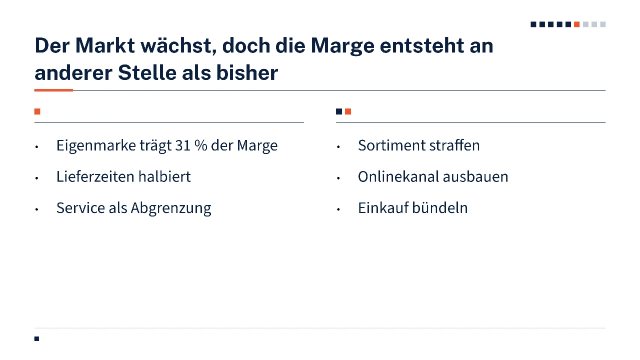 Der Markt wächst, doch die Marge entsteht an
anderer Stelle als bisher
• Eigenmarke trägt 31 % der Marge
• Lieferzeiten halbiert
• Service als Abgrenzung
• Sortiment straffen
• Onlinekanal ausbauen
• Einkauf bündeln